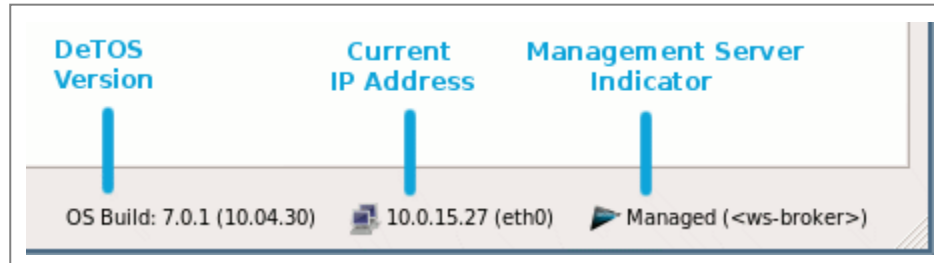 DeTOS
Version
Current
IP Address
Management Server
Indicator
OS Build: 7.0.1 (10.04.30)
10.0.15.27 (eth0)
Managed (<ws-broker>)